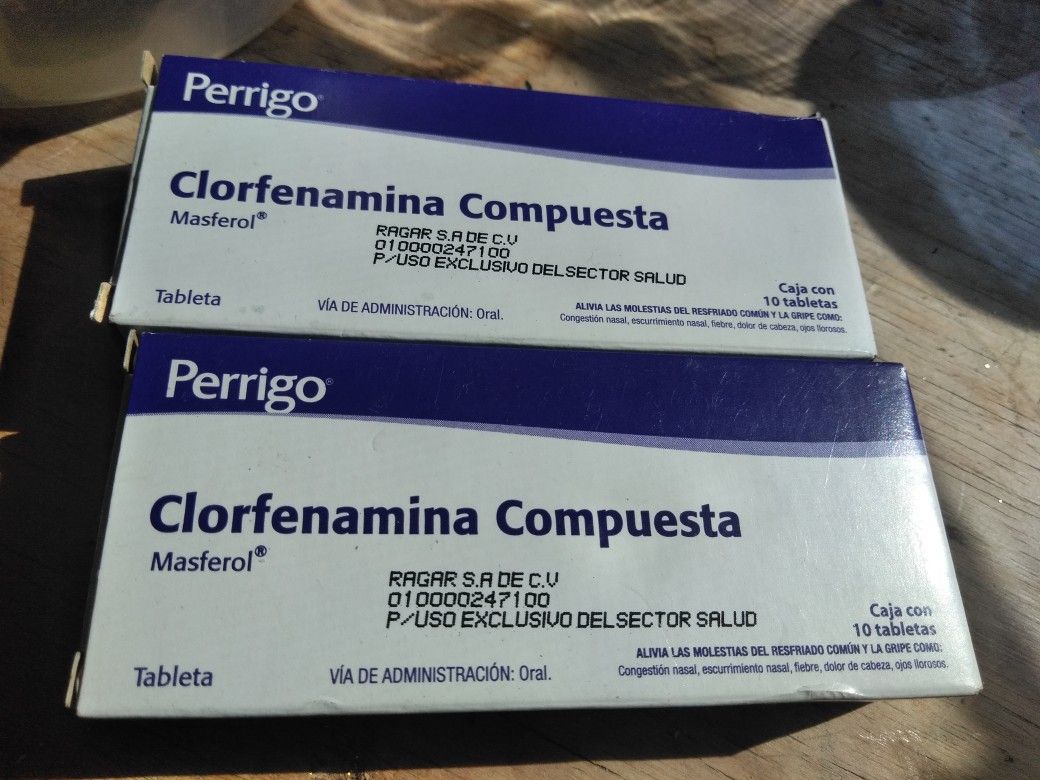 Perrigo®
Clorfenamina Compuesta
Masferol®
RAGAR S.A DE C.V
010000247100
P/USO EXCLUSIVO DELSECTOR SALUD
Caja con
10 tabletas
Tableta
VÍA DE ADMINISTRACIÓN: Oral.
ALIVIA LAS MOLESTIAS DEL RESFRIADO COMÚN Y LA GRIPE COMO:
Congestión nasal, escurrimiento nasal, fiebre, dolor de cabeza, ojos llorosos.
Perrigo®
Clorfenamina Compuesta
Masferol®
RAGAR S.A DE C.V
010000247100
P/USO EXCLUSIVO DELSECTOR SALUD
Caja con
10 tabletas
Tableta
VÍA DE ADMINISTRACIÓN: Oral.
ALIVIA LAS MOLESTIAS DEL RESFRIADO COMÚN Y LA GRIPE COMO:
Congestión nasal, escurrimiento nasal, fiebre, dolor de cabeza, ojos llorosos.